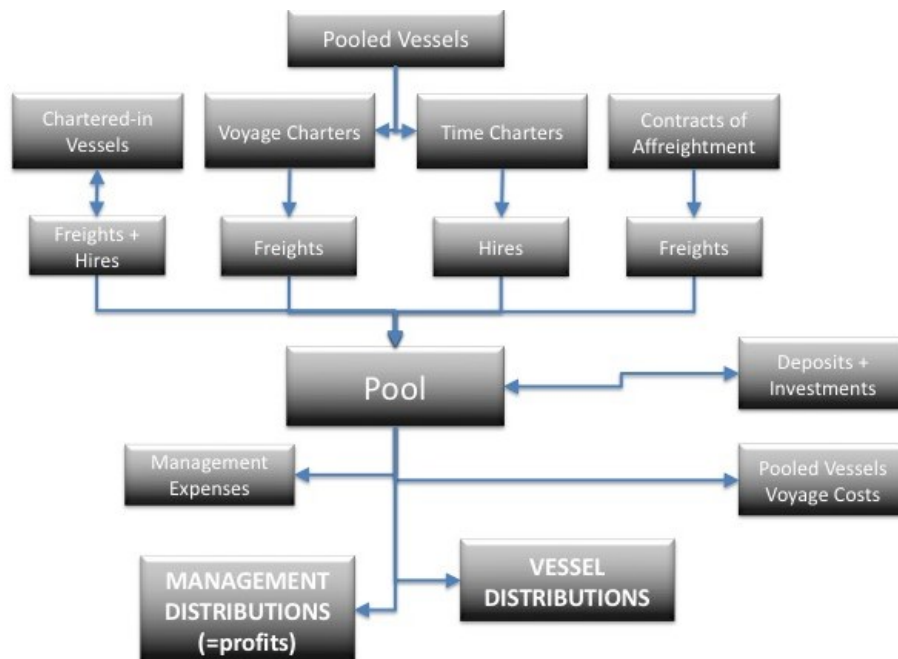 Pooled Vessels
Chartered-in
Vessels
Voyage Charters
Time Charters
Contracts of
Affreightment
Freights +
Hires
Freights
Hires
Freights
Pool
Deposits +
Investments
Management
Expenses
Pooled Vessels
Voyage Costs
MANAGEMENT
DISTRIBUTIONS
(=profits)
VESSEL
DISTRIBUTIONS